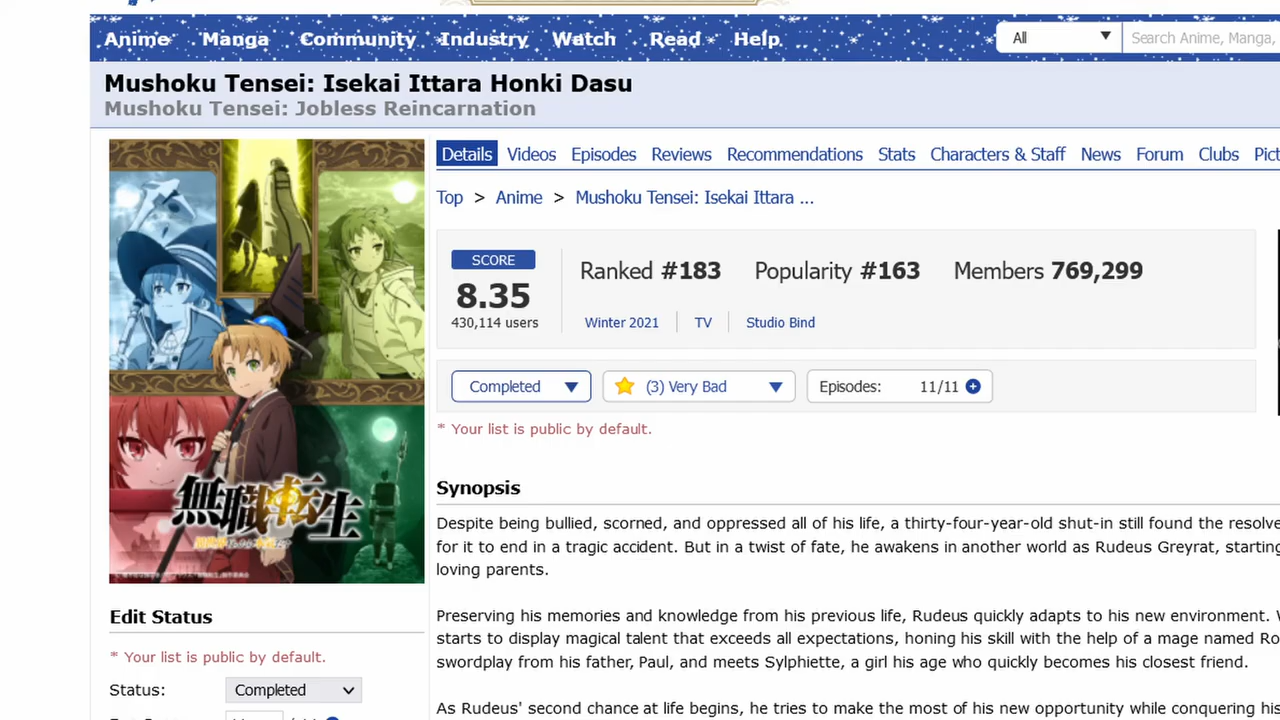 Anime Manga Community Industry Watch Read Help All Search Anime, Manga,
Mushoku Tensei: Isekai Ittara Honki Dasu
Mushoku Tensei: Jobless Reincarnation
Details Videos Episodes Reviews Recommendations Stats Characters & Staff News Forum Clubs Pict
Top > Anime > Mushoku Tensei: Isekai Ittara ...
SCORE
8.35
430,114 users
Ranked #183 Popularity #163 Members 769,299
Winter 2021 TV Studio Bind
Completed (3) Very Bad Episodes: 11/11
* Your list is public by default.
無職転生
Synopsis
Despite being bullied, scorned, and oppressed all of his life, a thirty-four-year-old shut-in still found the resolve
for it to end in a tragic accident. But in a twist of fate, he awakens in another world as Rudeus Greyrat, starting
loving parents.
Preserving his memories and knowledge from his previous life, Rudeus quickly adapts to his new environment. W
starts to display magical talent that exceeds all expectations, honing his skill with the help of a mage named Ro
swordplay from his father, Paul, and meets Sylphiette, a girl his age who quickly becomes his closest friend.
As Rudeus' second chance at life begins, he tries to make the most of his new opportunity while conquering his
Edit Status
* Your list is public by default.
Status: Completed